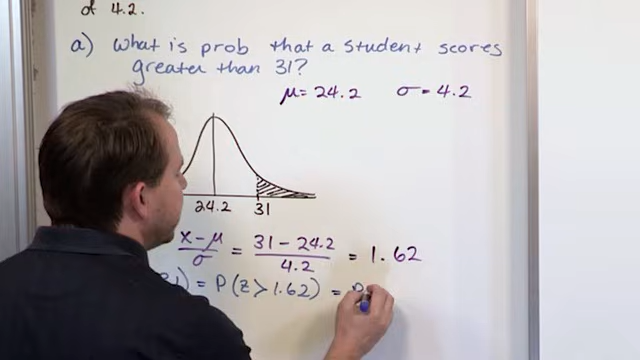 of 4.2.
a) What is prob that a student scores
greater than 31?
μ = 24.2 σ = 4.2
24.2 31
x - μ / σ = 31 - 24.2 / 4.2 = 1.62
31) = P(z > 1.62) = P